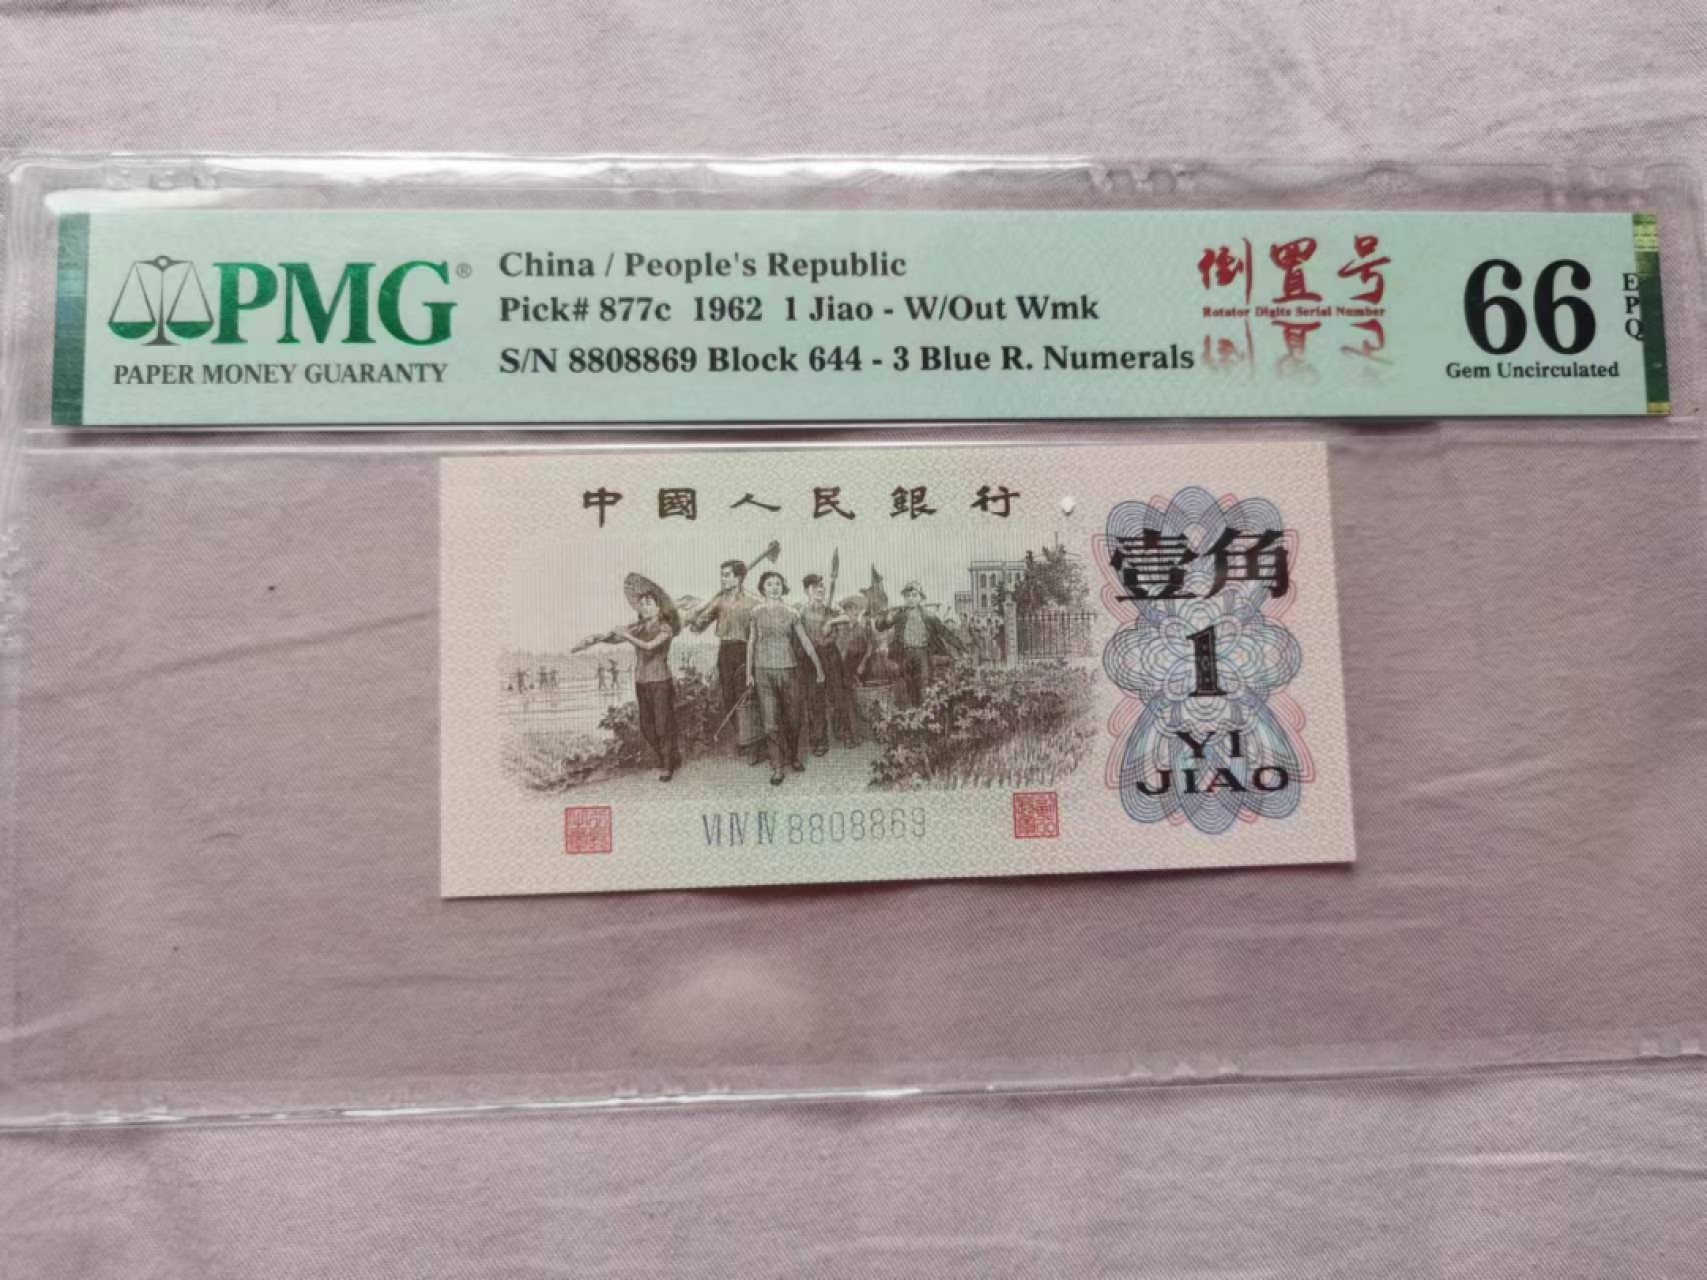 PMG®
PAPER MONEY GUARANTY
China / People's Republic
Pick# 877c 1962 1 Jiao - W/Out Wmk
S/N 8808869 Block 644 - 3 Blue R. Numerals
倒置号
Rotator Digits Serial Number
66
EPQ
Gem Uncirculated
中國人民銀行
壹角
1
YI
JIAO
VI IV IV 8808869